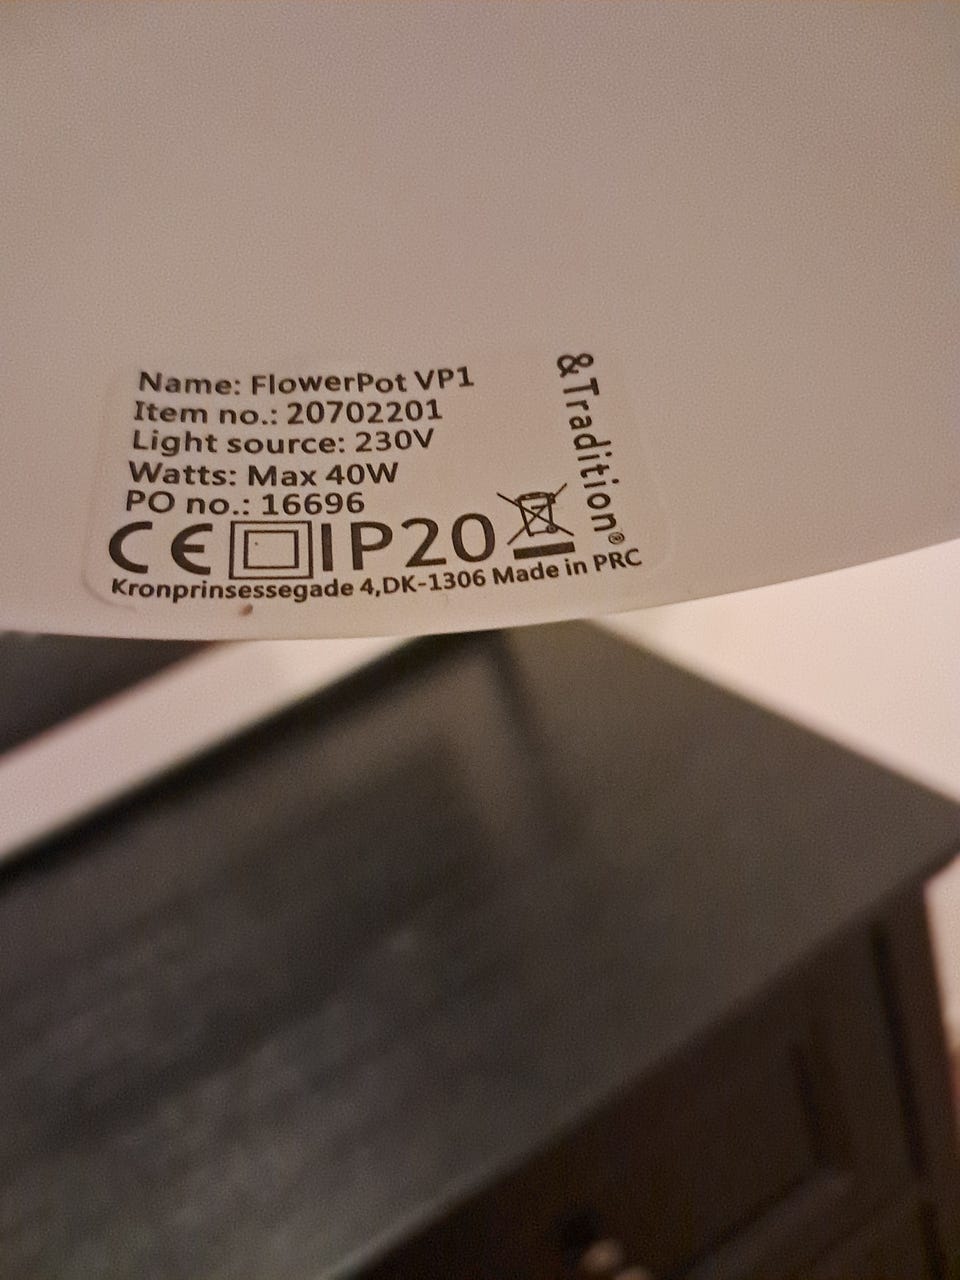 Name: FlowerPot VP1
Item no.: 20702201
Light source: 230V
Watts: Max 40W
PO no.: 16696
CE IP20
Kronprinsessegade 4,DK-1306 Made in PRC
&Tradition®